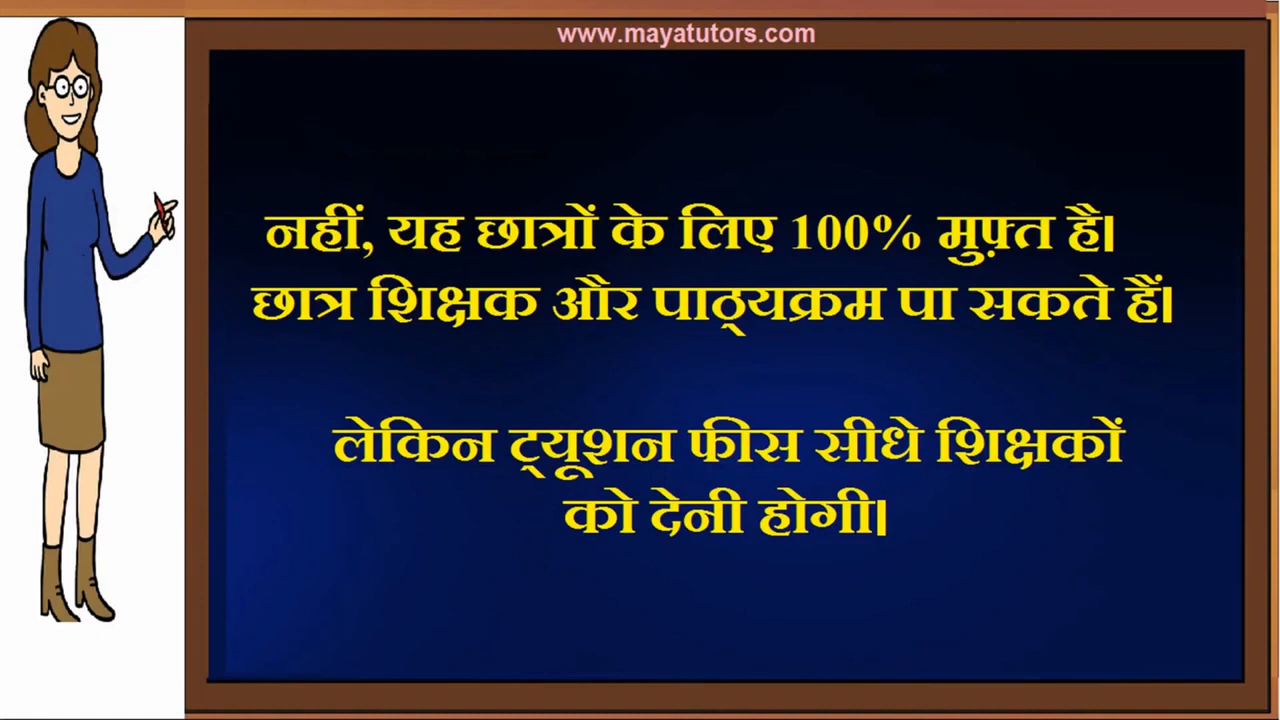 www.mayatutors.com
नहीं, यह छात्रों के लिए 100% मुफ़्त है।
छात्र शिक्षक और पाठ्यक्रम पा सकते हैं।
लेकिन ट्यूशन फीस सीधे शिक्षकों
को देनी होगी।